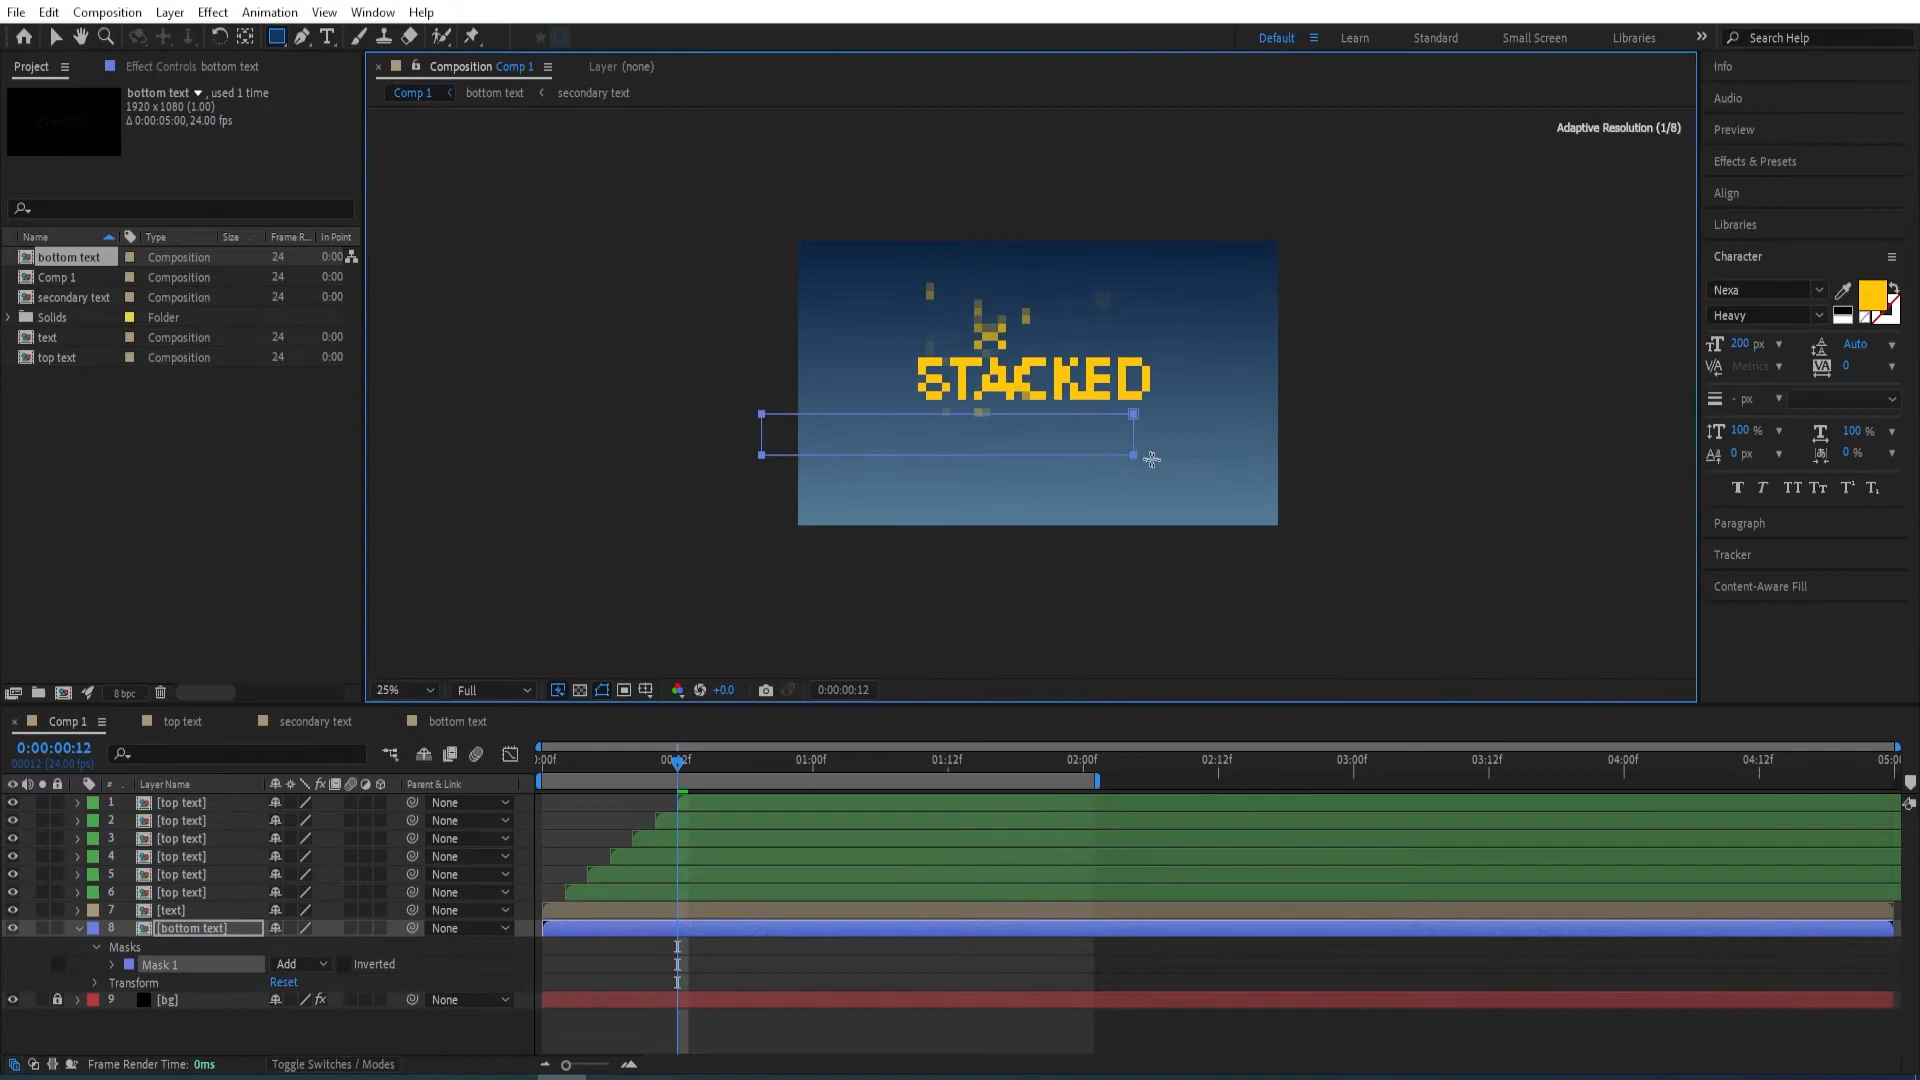 File Edit Composition Layer Effect Animation View Window Help
Default Learn Standard Small Screen Libraries Search Help
Project Effect Controls bottom text
bottom text , used 1 time
1920 x 1080 (1.00)
Δ 0:00:05:00, 24.00 fps
Name Type Size Frame R... In Point
bottom text Composition 24 0:00
Comp 1 Composition 24 0:00
secondary text Composition 24 0:00
Solids Folder
text Composition 24 0:00
top text Composition 24 0:00
8 bpc
Composition Comp 1 Layer (none)
Comp 1 bottom text secondary text
Adaptive Resolution (1/8)
STACKED
25% Full +0.0 0:00:00:12
Info
Audio
Preview
Effects & Presets
Align
Libraries
Character
Nexa
Heavy
200 px Auto
Metrics 0
- px
100 % 100 %
0 px 0 %
T T TT Tт T¹ T₁
Paragraph
Tracker
Content-Aware Fill
Comp 1 top text secondary text bottom text
0:00:00:12
00012 (24.00 fps)
# Layer Name Parent & Link
1 [top text] None
2 [top text] None
3 [top text] None
4 [top text] None
5 [top text] None
6 [top text] None
7 [text] None
8 [bottom text] None
Masks
Mask 1 Add Inverted
Transform Reset
9 [bg] None
:00f 00:12f 01:00f 01:12f 02:00f 02:12f 03:00f 03:12f 04:00f 04:12f 05:0
Frame Render Time: 0ms Toggle Switches / Modes